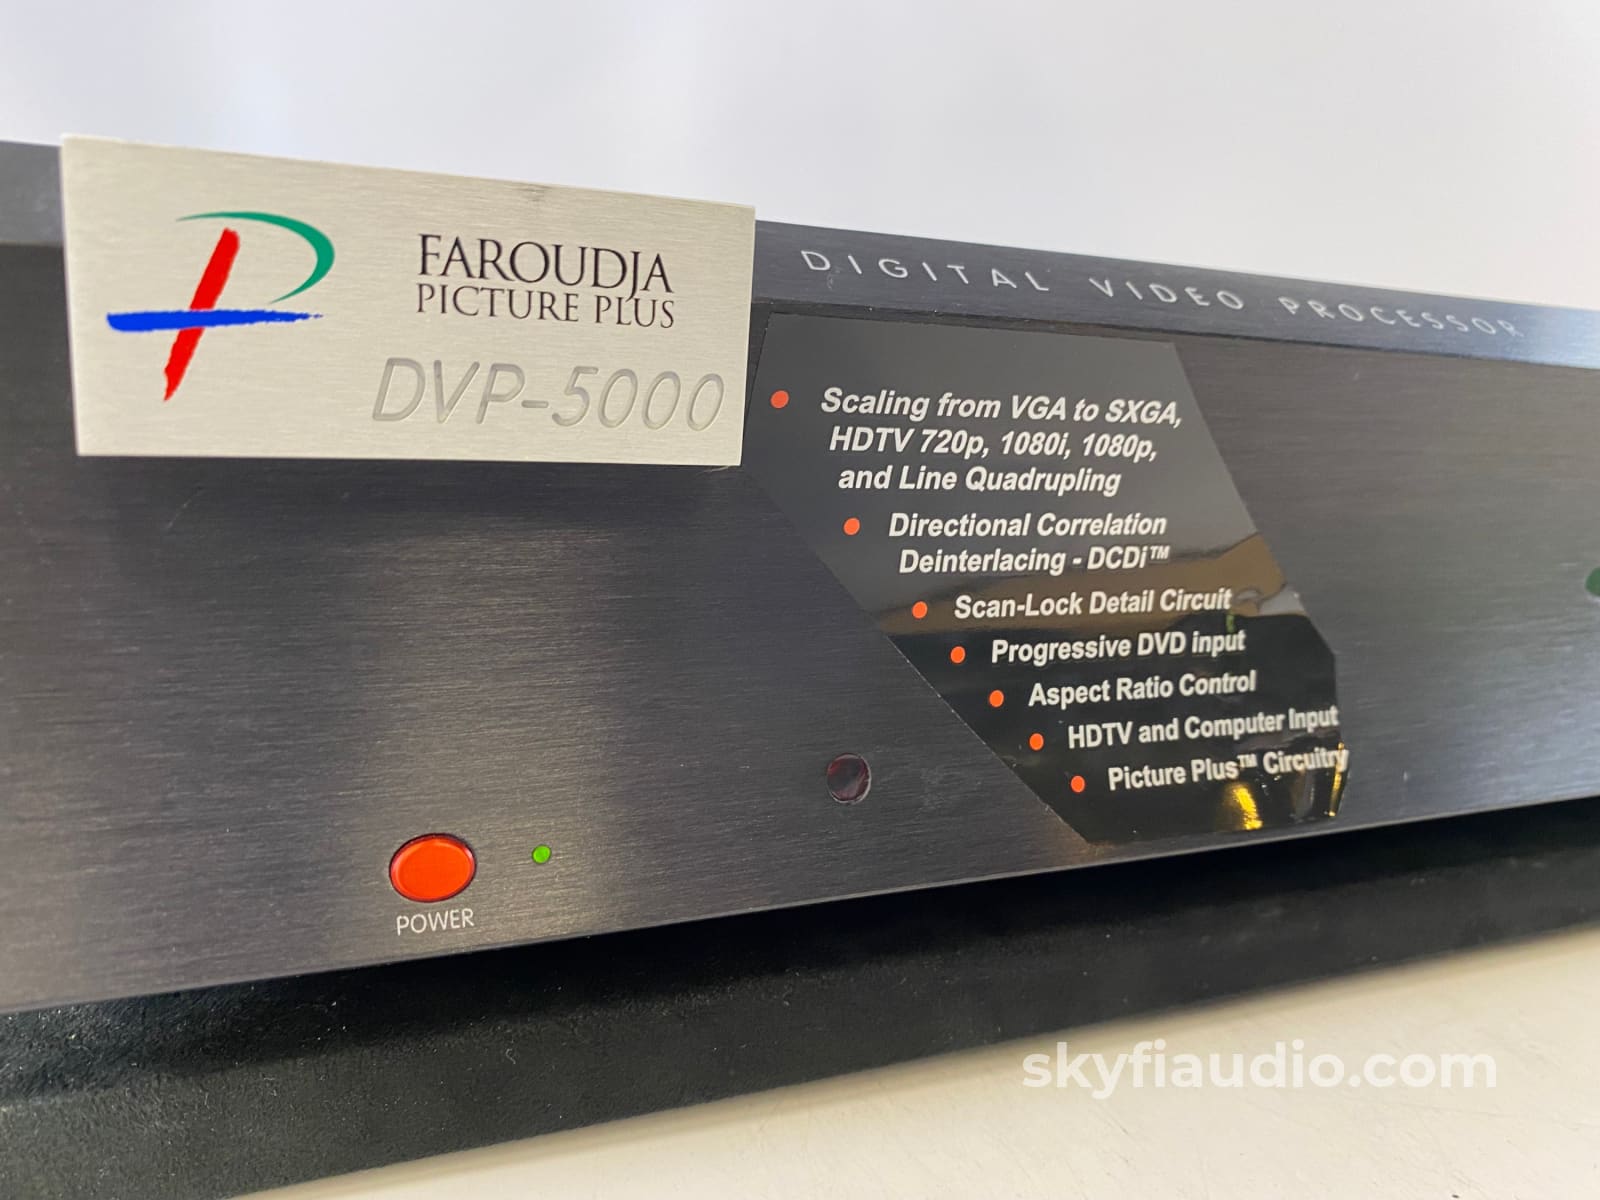 FAROUDJA
PICTURE PLUS
DVP-5000
DIGITAL VIDEO PROCESSOR
Scaling from VGA to SXGA,
HDTV 720p, 1080i, 1080p,
and Line Quadrupling
Directional Correlation
Deinterlacing - DCDi™
Scan-Lock Detail Circuit
Progressive DVD input
Aspect Ratio Control
HDTV and Computer Input
Picture Plus™ Circuitry
POWER
skyfiaudio.com